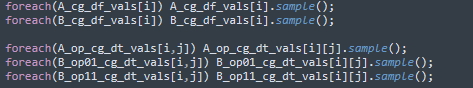 foreach(A_cg_df_vals[i]) A_cg_df_vals[i].sample();
foreach(B_cg_df_vals[i]) B_cg_df_vals[i].sample();
foreach(A_op_cg_dt_vals[i,j]) A_op_cg_dt_vals[i][j].sample();
foreach(B_op01_cg_dt_vals[i,j]) B_op01_cg_dt_vals[i][j].sample();
foreach(B_op11_cg_dt_vals[i,j]) B_op11_cg_dt_vals[i][j].sample();